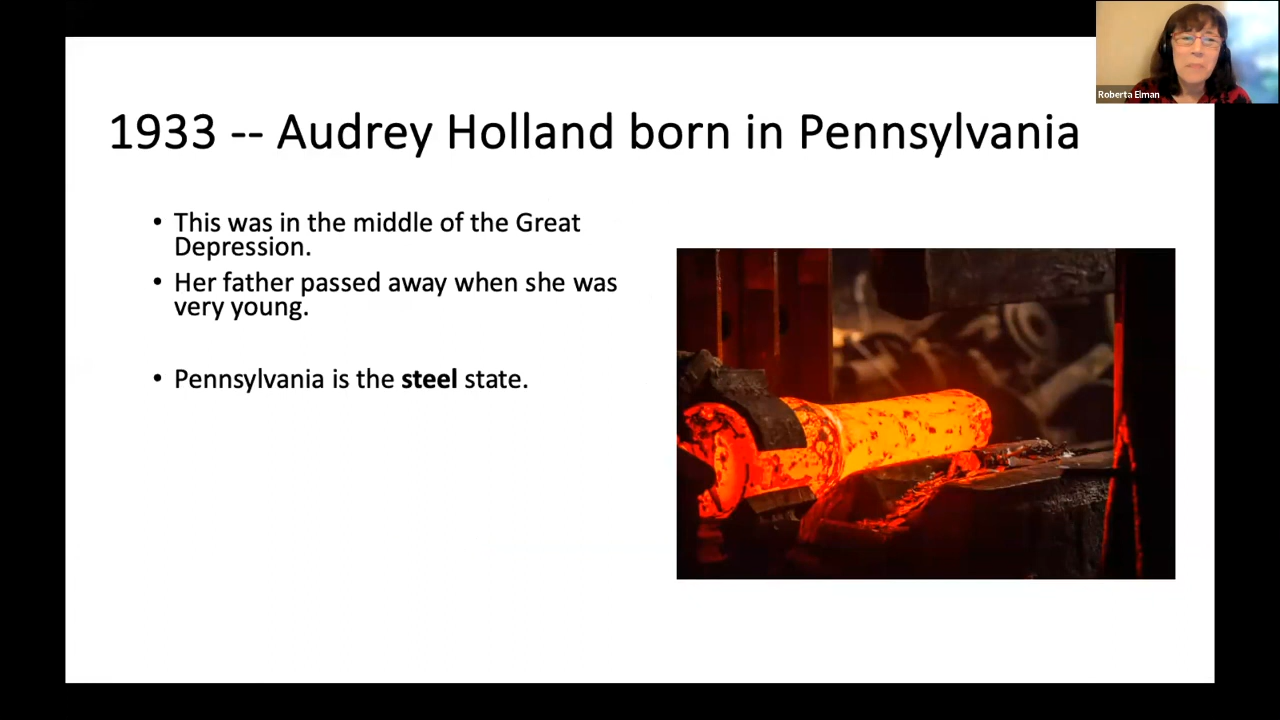 Roberta Elman
1933 -- Audrey Holland born in Pennsylvania
• This was in the middle of the Great
Depression.
• Her father passed away when she was
very young.
• Pennsylvania is the steel state.